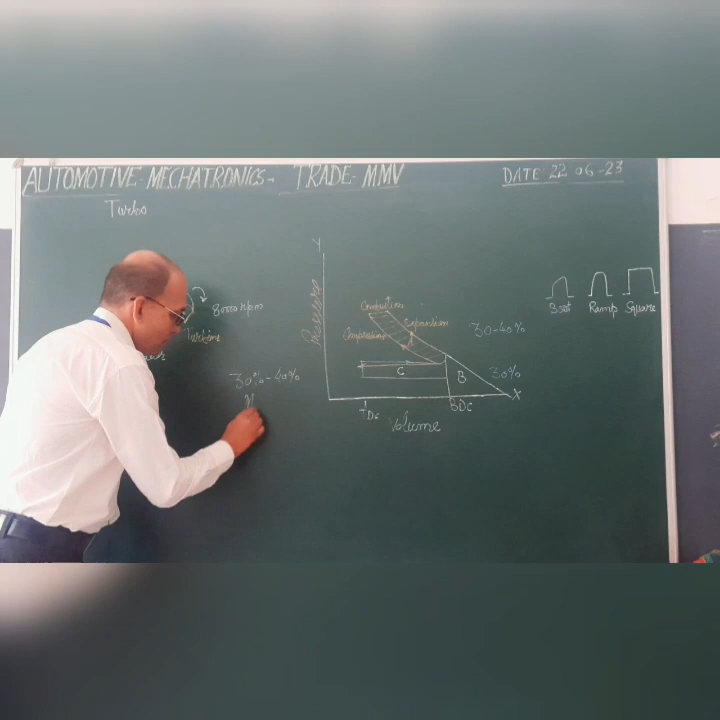 AUTOMOTIVE MECHATRONICS- TRADE-MMV
DATE 22 06-23
Turbo
Y
8000 rpm
Turbine
30%-40%
Pressure
Combustion
Expansion
Compression
C
B
30-40%
30%
X
TDC
BDC
Volume
Boot
Ramp
Square